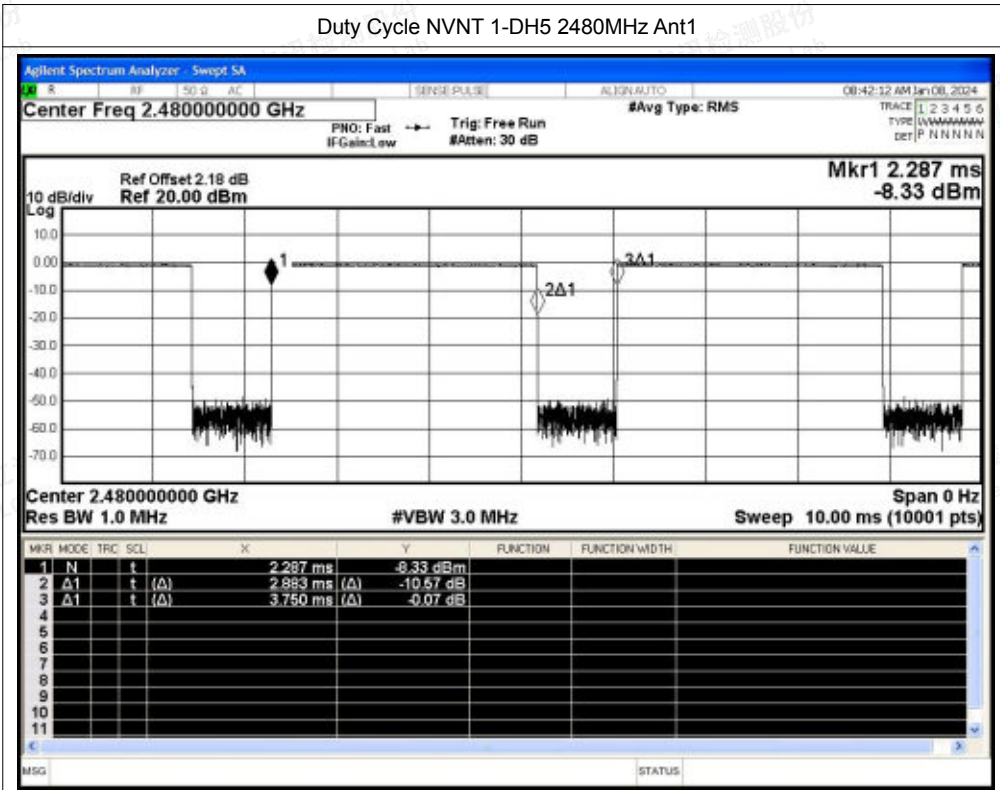 Duty Cycle NVNT 1-DH5 2480MHz Ant1
Agilent Spectrum Analyzer - Swept SA
R RF 50 Ω AC SENSE:PULSE ALIGNAUTO 08:42:12 AM Jan 08, 2024
Center Freq 2.480000000 GHz #Avg Type: RMS TRACE 1 2 3 4 5 6
PNO: Fast Trig: Free Run TYPE
IFGain:Low #Atten: 30 dB DET P N N N N N
Mkr1 2.287 ms
Ref Offset 2.18 dB
-8.33 dBm
10 dB/div Ref 20.00 dBm
Log
10.0
0.00
1
3Δ1
-10.0
2Δ1
-20.0
-30.0
-40.0
-50.0
-60.0
-70.0
Center 2.480000000 GHz Span 0 Hz
Res BW 1.0 MHz #VBW 3.0 MHz Sweep 10.00 ms (10001 pts)
MKR MODE TRC SCL X Y FUNCTION FUNCTION WIDTH FUNCTION VALUE
1 N t 2.287 ms -8.33 dBm
2 Δ1 t (Δ) 2.883 ms (Δ) -10.57 dB
3 Δ1 t (Δ) 3.750 ms (Δ) -0.07 dB
4
5
6
7
8
9
10
11
MSG STATUS